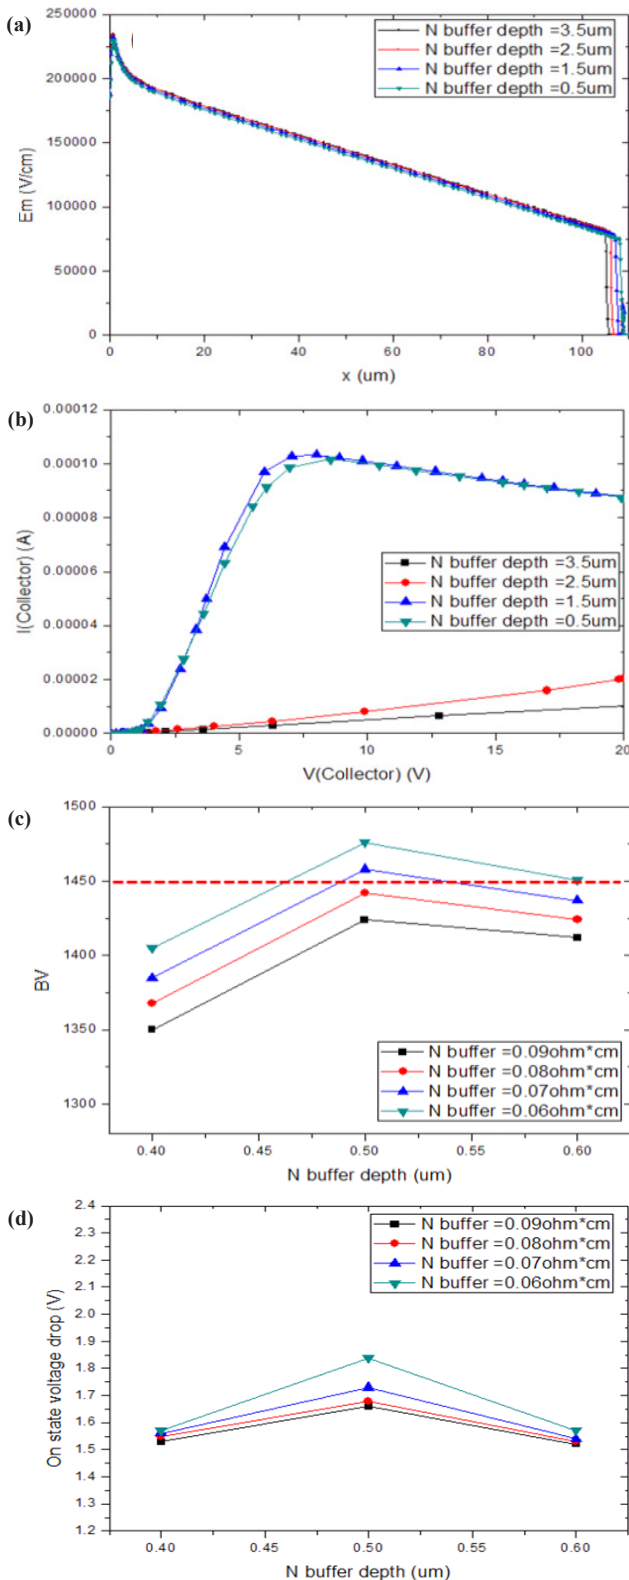 (a)
250000
200000
150000
100000
50000
0
Em (V/cm)
N buffer depth =3.5um
N buffer depth =2.5um
N buffer depth =1.5um
N buffer depth =0.5um
0 20 40 60 80 100
x (um)
(b)
0.00012
0.00010
0.00008
0.00006
0.00004
0.00002
0.00000
I(Collector) (A)
N buffer depth =3.5um
N buffer depth =2.5um
N buffer depth =1.5um
N buffer depth =0.5um
0 5 10 15 20
V(Collector) (V)
(c)
1500
1450
1400
1350
1300
BV
N buffer =0.09ohm*cm
N buffer =0.08ohm*cm
N buffer =0.07ohm*cm
N buffer =0.06ohm*cm
0.40 0.45 0.50 0.55 0.60
N buffer depth (um)
(d)
2.4
2.3
2.2
2.1
2.0
1.9
1.8
1.7
1.6
1.5
1.4
1.3
1.2
On state voltage drop (V)
N buffer =0.09ohm*cm
N buffer =0.08ohm*cm
N buffer =0.07ohm*cm
N buffer =0.06ohm*cm
0.40 0.45 0.50 0.55 0.60
N buffer depth (um)